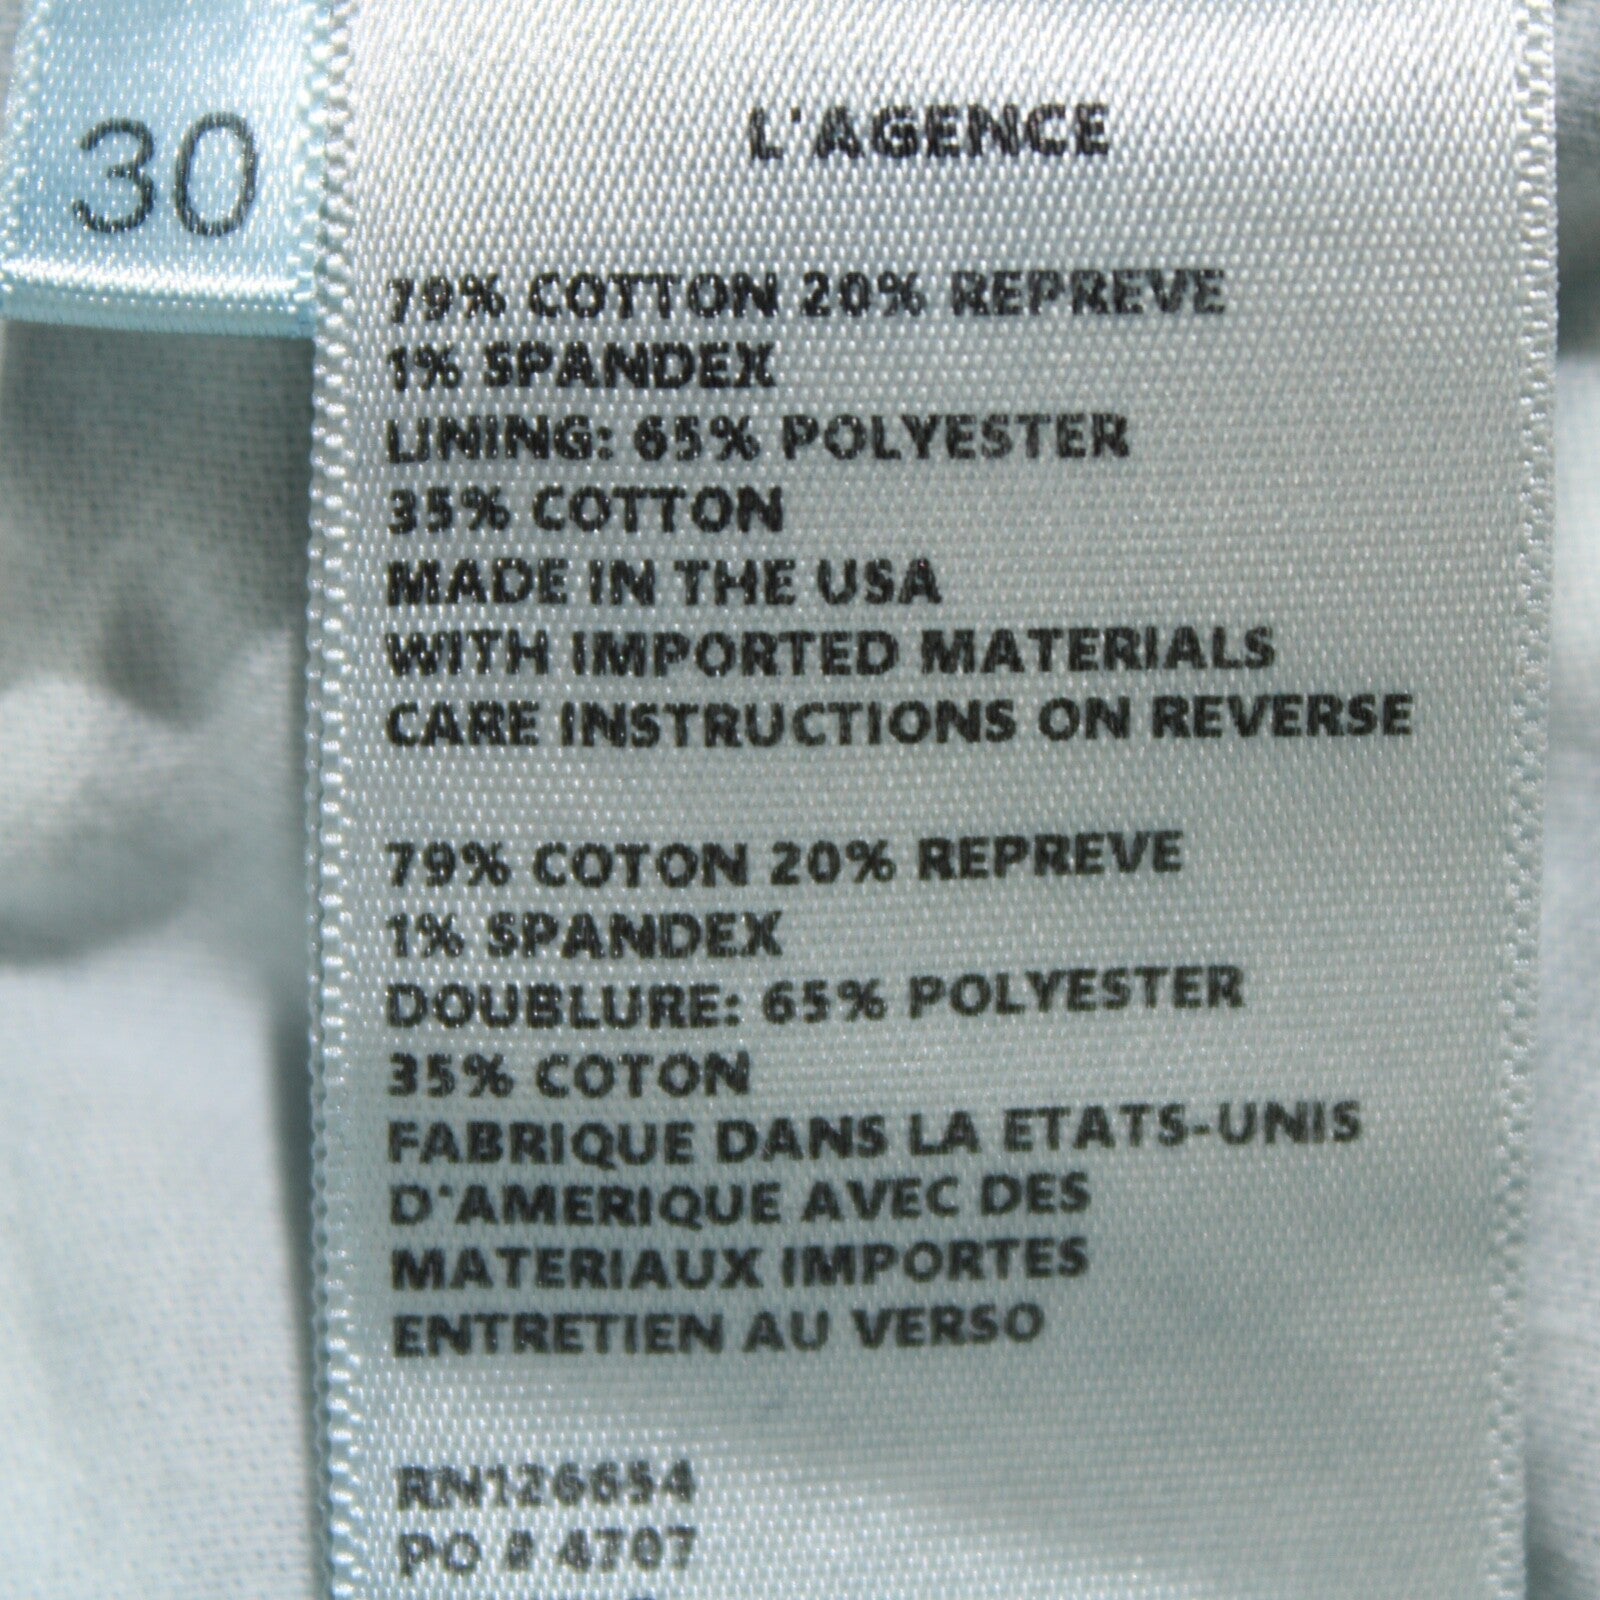 30
L'AGENCE
79% COTTON 20% REPREVE
1% SPANDEX
LINING: 65% POLYESTER
35% COTTON
MADE IN THE USA
WITH IMPORTED MATERIALS
CARE INSTRUCTIONS ON REVERSE
79% COTON 20% REPREVE
1% SPANDEX
DOUBLURE: 65% POLYESTER
35% COTON
FABRIQUE DANS LA ETATS-UNIS
D'AMERIQUE AVEC DES
MATERIAUX IMPORTES
ENTRETIEN AU VERSO
RN126654
PO # 4707